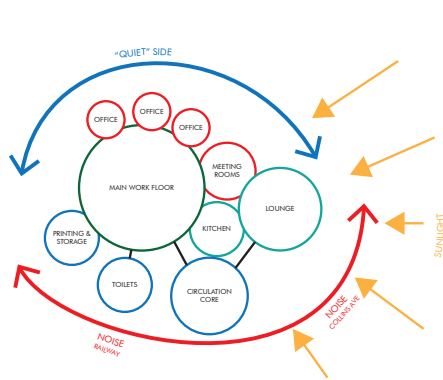 "QUIET" SIDE
OFFICE
OFFICE
OFFICE
MEETING
ROOMS
MAIN WORK FLOOR
LOUNGE
KITCHEN
PRINTING &
STORAGE
SUNLIGHT
TOILETS
CIRCULATION
CORE
NOISE
COLLINS AVE
NOISE
RAILWAY